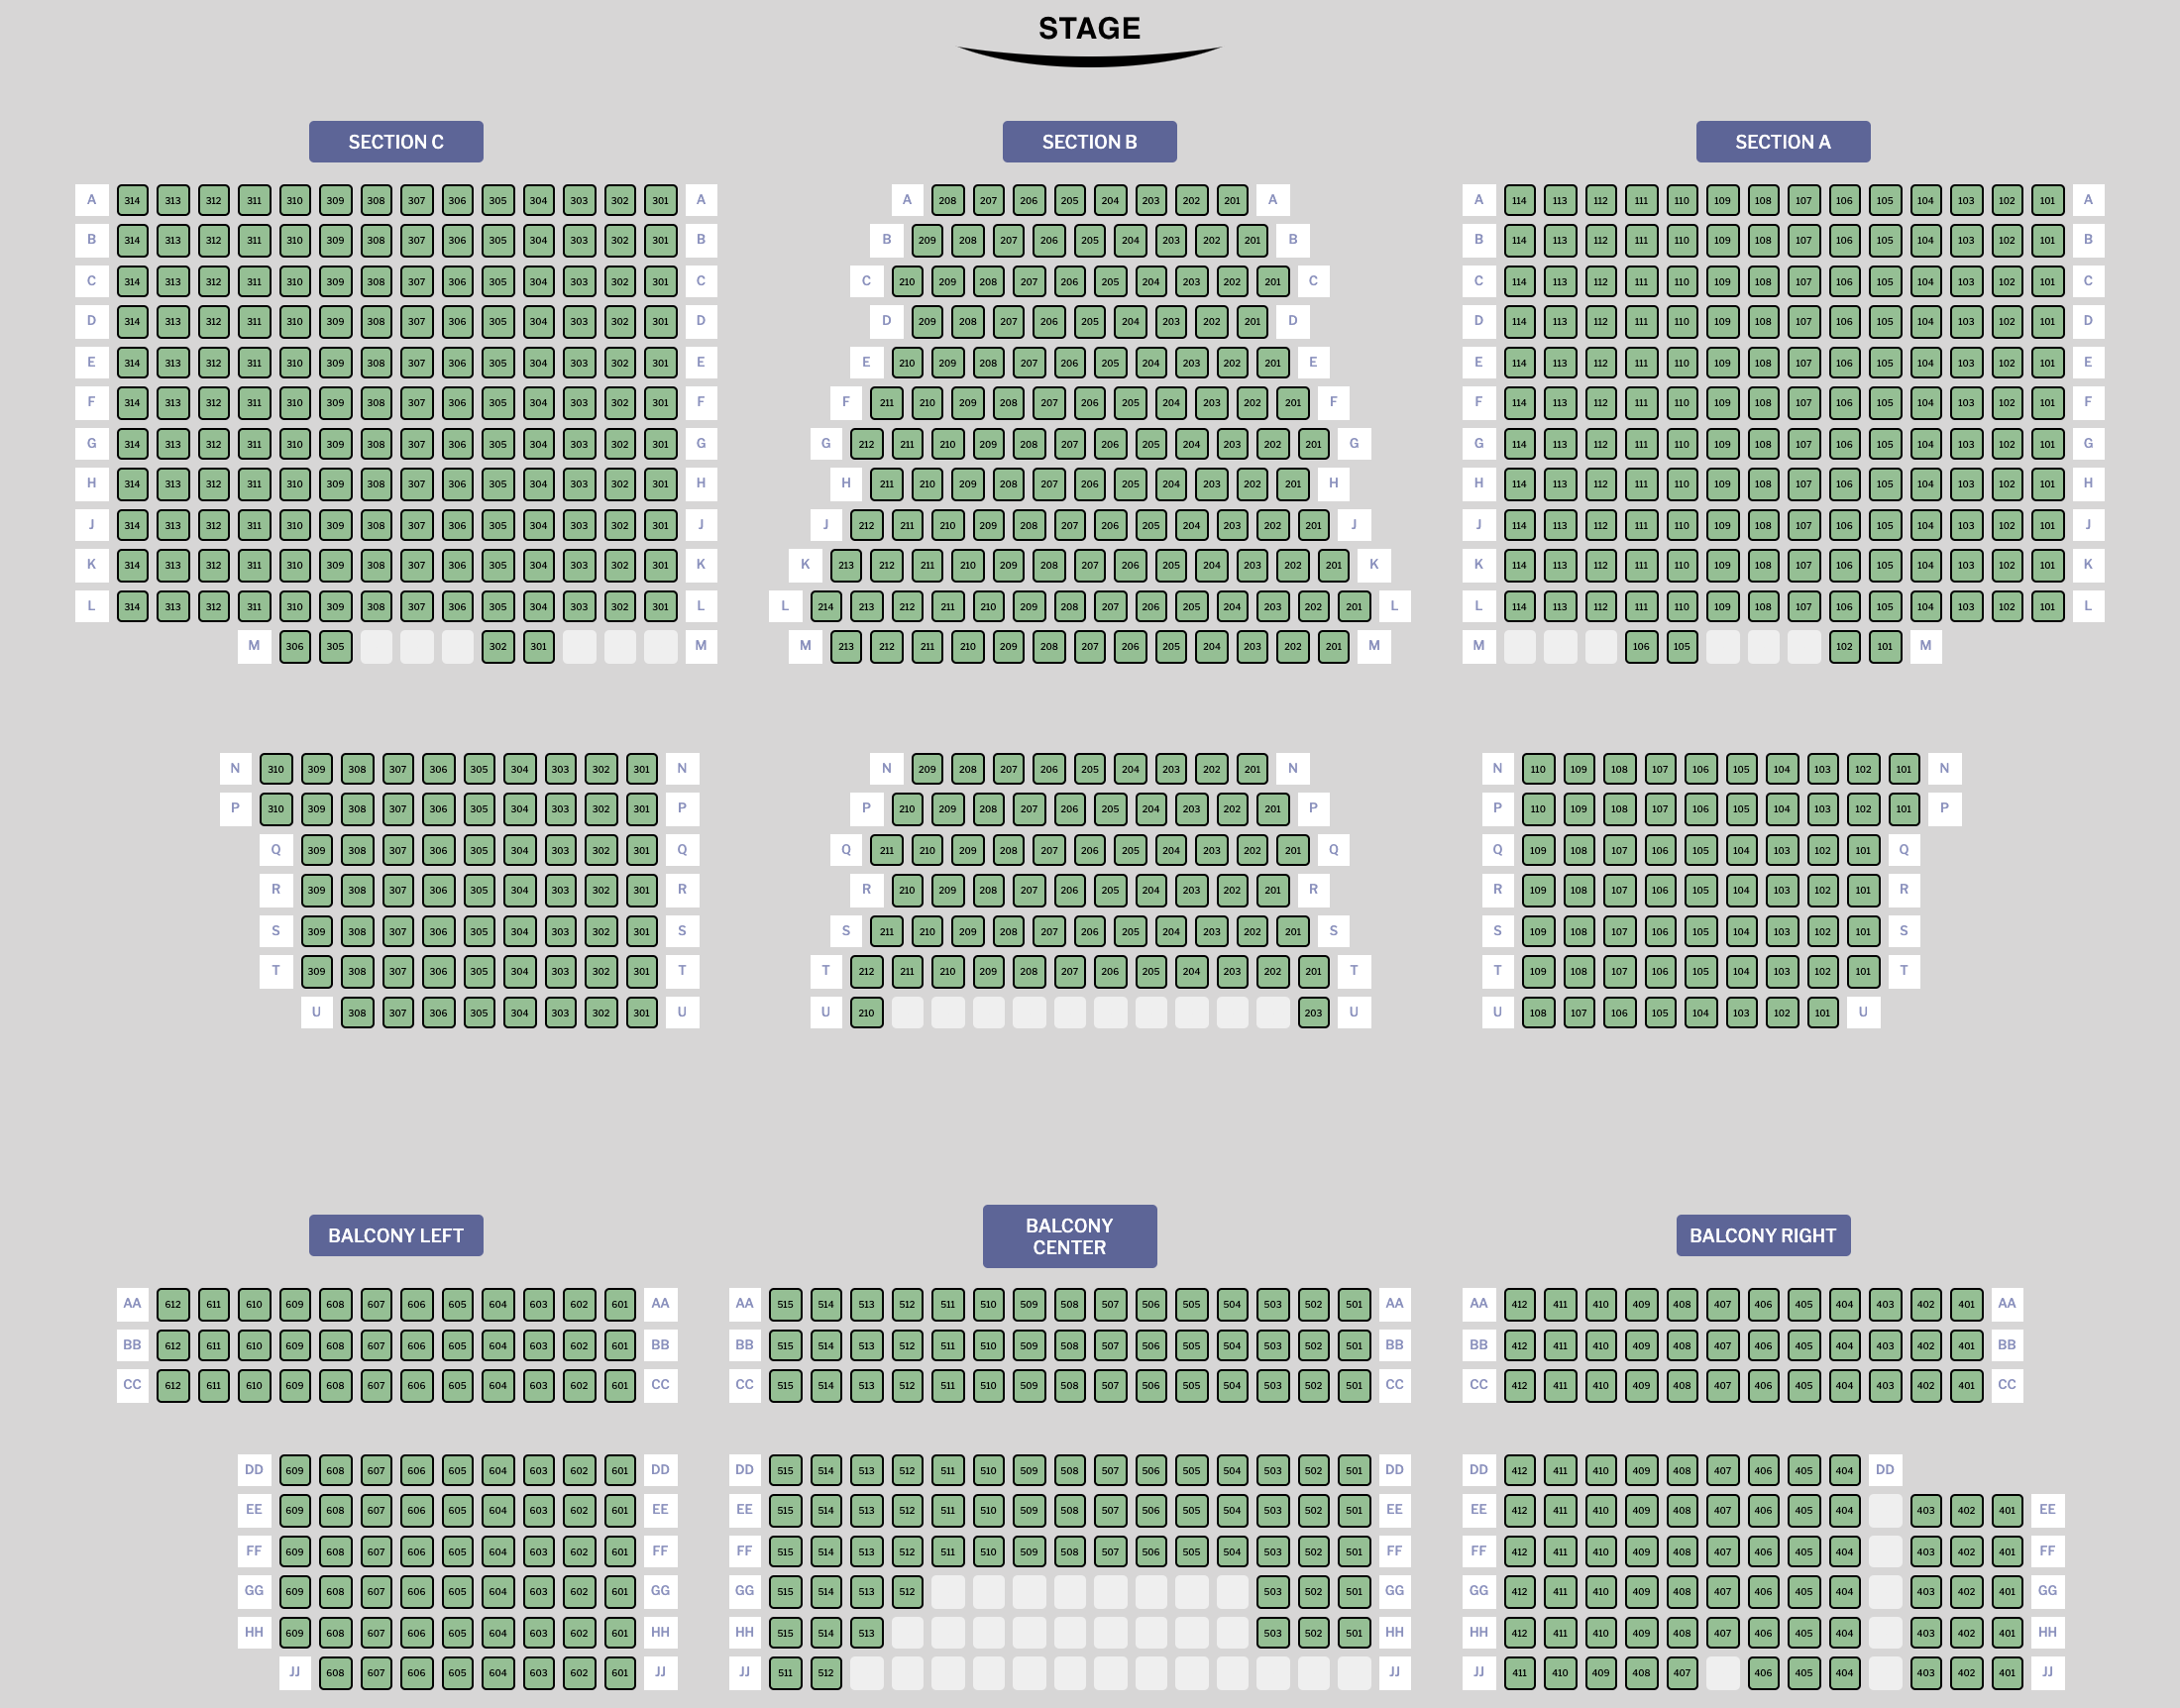 STAGE
SECTION C SECTION B SECTION A
A 314 313 312 311 310 309 308 307 306 305 304 303 302 301 A A 208 207 206 205 204 203 202 201 A A 114 113 112 111 110 109 108 107 106 105 104 103 102 101 A
B 314 313 312 311 310 309 308 307 306 305 304 303 302 301 B B 209 208 207 206 205 204 203 202 201 B B 114 113 112 111 110 109 108 107 106 105 104 103 102 101 B
C 314 313 312 311 310 309 308 307 306 305 304 303 302 301 C C 210 209 208 207 206 205 204 203 202 201 C C 114 113 112 111 110 109 108 107 106 105 104 103 102 101 C
D 314 313 312 311 310 309 308 307 306 305 304 303 302 301 D D 209 208 207 206 205 204 203 202 201 D D 114 113 112 111 110 109 108 107 106 105 104 103 102 101 D
E 314 313 312 311 310 309 308 307 306 305 304 303 302 301 E E 210 209 208 207 206 205 204 203 202 201 E E 114 113 112 111 110 109 108 107 106 105 104 103 102 101 E
F 314 313 312 311 310 309 308 307 306 305 304 303 302 301 F F 211 210 209 208 207 206 205 204 203 202 201 F F 114 113 112 111 110 109 108 107 106 105 104 103 102 101 F
G 314 313 312 311 310 309 308 307 306 305 304 303 302 301 G G 212 211 210 209 208 207 206 205 204 203 202 201 G G 114 113 112 111 110 109 108 107 106 105 104 103 102 101 G
H 314 313 312 311 310 309 308 307 306 305 304 303 302 301 H H 211 210 209 208 207 206 205 204 203 202 201 H H 114 113 112 111 110 109 108 107 106 105 104 103 102 101 H
J 314 313 312 311 310 309 308 307 306 305 304 303 302 301 J J 212 211 210 209 208 207 206 205 204 203 202 201 J J 114 113 112 111 110 109 108 107 106 105 104 103 102 101 J
K 314 313 312 311 310 309 308 307 306 305 304 303 302 301 K K 213 212 211 210 209 208 207 206 205 204 203 202 201 K K 114 113 112 111 110 109 108 107 106 105 104 103 102 101 K
L 314 313 312 311 310 309 308 307 306 305 304 303 302 301 L L 214 213 212 211 210 209 208 207 206 205 204 203 202 201 L L 114 113 112 111 110 109 108 107 106 105 104 103 102 101 L
M 306 305 302 301 M M 213 212 211 210 209 208 207 206 205 204 203 202 201 M M 106 105 102 101 M
N 310 309 308 307 306 305 304 303 302 301 N N 209 208 207 206 205 204 203 202 201 N N 110 109 108 107 106 105 104 103 102 101 N
P 310 309 308 307 306 305 304 303 302 301 P P 210 209 208 207 206 205 204 203 202 201 P P 110 109 108 107 106 105 104 103 102 101 P
Q 309 308 307 306 305 304 303 302 301 Q Q 211 210 209 208 207 206 205 204 203 202 201 Q Q 109 108 107 106 105 104 103 102 101 Q
R 309 308 307 306 305 304 303 302 301 R R 210 209 208 207 206 205 204 203 202 201 R R 109 108 107 106 105 104 103 102 101 R
S 309 308 307 306 305 304 303 302 301 S S 211 210 209 208 207 206 205 204 203 202 201 S S 109 108 107 106 105 104 103 102 101 S
T 309 308 307 306 305 304 303 302 301 T T 212 211 210 209 208 207 206 205 204 203 202 201 T T 109 108 107 106 105 104 103 102 101 T
U 308 307 306 305 304 303 302 301 U U 210 203 U U 108 107 106 105 104 103 102 101 U
BALCONY LEFT
BALCONY
CENTER
BALCONY RIGHT
AA 612 611 610 609 608 607 606 605 604 603 602 601 AA AA 515 514 513 512 511 510 509 508 507 506 505 504 503 502 501 AA AA 412 411 410 409 408 407 406 405 404 403 402 401 AA
BB 612 611 610 609 608 607 606 605 604 603 602 601 BB BB 515 514 513 512 511 510 509 508 507 506 505 504 503 502 501 BB BB 412 411 410 409 408 407 406 405 404 403 402 401 BB
CC 612 611 610 609 608 607 606 605 604 603 602 601 CC CC 515 514 513 512 511 510 509 508 507 506 505 504 503 502 501 CC CC 412 411 410 409 408 407 406 405 404 403 402 401 CC
DD 609 608 607 606 605 604 603 602 601 DD DD 515 514 513 512 511 510 509 508 507 506 505 504 503 502 501 DD DD 412 411 410 409 408 407 406 405 404 DD
EE 609 608 607 606 605 604 603 602 601 EE EE 515 514 513 512 511 510 509 508 507 506 505 504 503 502 501 EE EE 412 411 410 409 408 407 406 405 404 403 402 401 EE
FF 609 608 607 606 605 604 603 602 601 FF FF 515 514 513 512 511 510 509 508 507 506 505 504 503 502 501 FF FF 412 411 410 409 408 407 406 405 404 403 402 401 FF
GG 609 608 607 606 605 604 603 602 601 GG GG 515 514 513 512 503 502 501 GG GG 412 411 410 409 408 407 406 405 404 403 402 401 GG
HH 609 608 607 606 605 604 603 602 601 HH HH 515 514 513 503 502 501 HH HH 412 411 410 409 408 407 406 405 404 403 402 401 HH
JJ 608 607 606 605 604 603 602 601 JJ JJ 511 512 JJ JJ 411 410 409 408 407 406 405 404 403 402 401 JJ